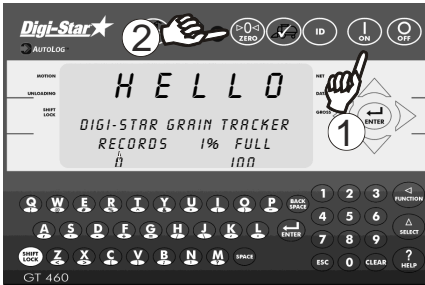 Digi-Star
AUTOLOG
2
>0< ZERO
ID
ON
OFF
MOTION
UNLOADING
SHIFT LOCK
HELLO
DIGI-STAR GRAIN TRACKER
RECORDS 1% FULL
0 100
NET
GROSS
ENTER
1
Q W E R T Y U I O P BACK SPACE
A S D F G H J K L ENTER
SHIFT LOCK Z X C V B N M SPACE
1 2 3 FUNCTION
4 5 6 SELECT
7 8 9
ESC 0 CLEAR ? HELP
GT 460